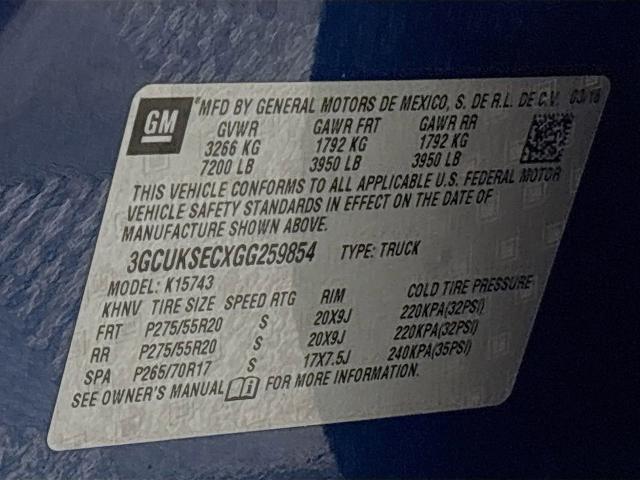 GM
*MFD BY GENERAL MOTORS DE MEXICO, S. DE R.L. DE C.V. 03/16
GVWR GAWR FRT GAWR RR
3266 KG 1792 KG 1792 KG
7200 LB 3950 LB 3950 LB
THIS VEHICLE CONFORMS TO ALL APPLICABLE U.S. FEDERAL MOTOR
VEHICLE SAFETY STANDARDS IN EFFECT ON THE DATE OF
MANUFACTURE SHOWN ABOVE.
3GCUKSECXGG259854 TYPE: TRUCK
MODEL: K15743
KHNV TIRE SIZE SPEED RTG RIM COLD TIRE PRESSURE
FRT P275/55R20 S 20X9J 220KPA(32PSI)
RR P275/55R20 S 20X9J 220KPA(32PSI)
SPA P265/70R17 S 17X7.5J 240KPA(35PSI)
SEE OWNER'S MANUAL FOR MORE INFORMATION.